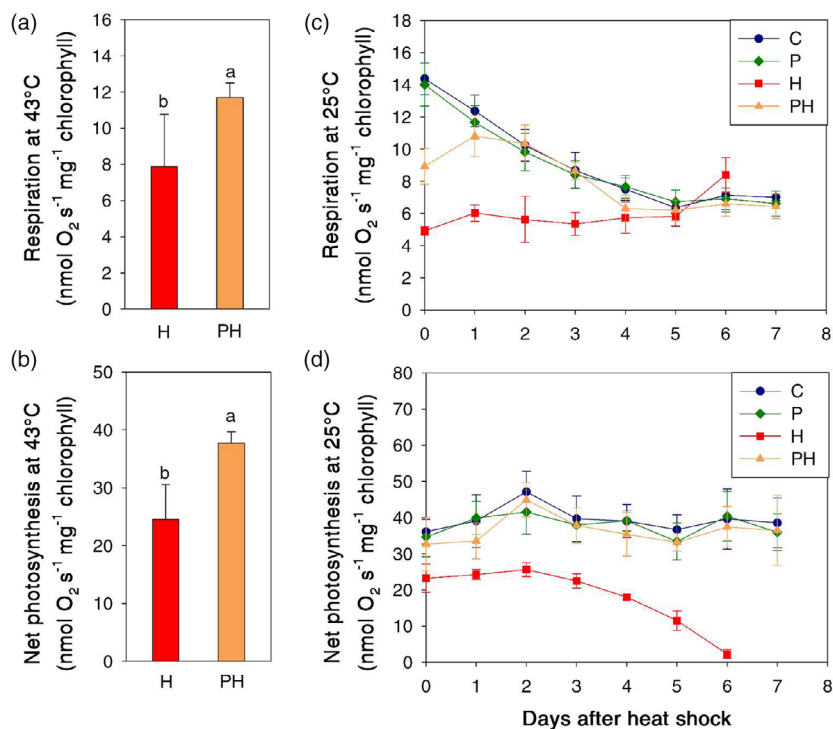 (a)
Respiration at 43°C
(nmol O₂ s⁻¹ mg⁻¹ chlorophyll)
16
14
12
10
8
6
4
2
0
b
a
H
PH
(c)
Respiration at 25°C
(nmol O₂ s⁻¹ mg⁻¹ chlorophyll)
18
16
14
12
10
8
6
4
2
0
C
P
H
PH
0 1 2 3 4 5 6 7 8
(b)
Net photosynthesis at 43°C
(nmol O₂ s⁻¹ mg⁻¹ chlorophyll)
50
40
30
20
10
0
b
a
H
PH
(d)
Net photosynthesis at 25°C
(nmol O₂ s⁻¹ mg⁻¹ chlorophyll)
80
70
60
50
40
30
20
10
0
C
P
H
PH
0 1 2 3 4 5 6 7 8
Days after heat shock